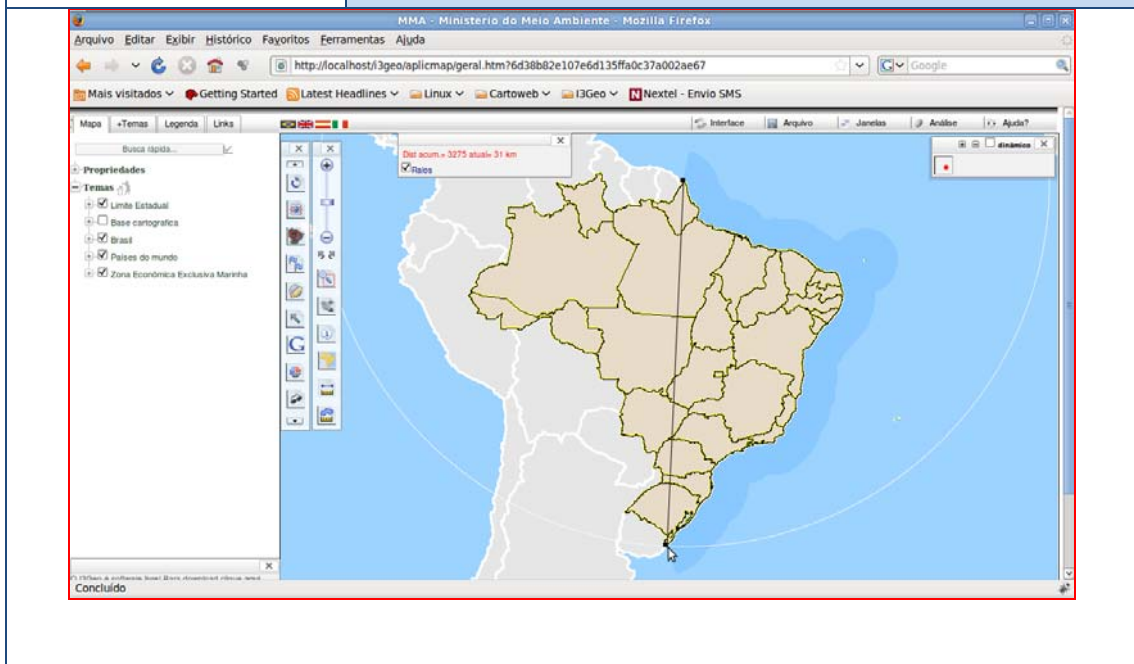 MMA - Ministerio do Meio Ambiente - Mozilla Firefox
Arquivo Editar Exibir Histórico Favoritos Ferramentas Ajuda
http://localhost/i3geo/aplicmap/geral.htm?6d38b82e107e6d135ffa0c37a002ae67
Google
Mais visitados Getting Started Latest Headlines Linux Cartoweb I3Geo Nextel - Envio SMS
Mapa +Temas Legenda Links
Interface Arquivo Janelas Análise Ajuda?
Busca rápida...
Dist acum.= 3275 atual= 31 km
Raios
dinâmico
Propriedades
Temas
Limite Estadual
Base cartografica
Brasil
Paises do mundo
Zona Econômica Exclusiva Marinha
Concluído